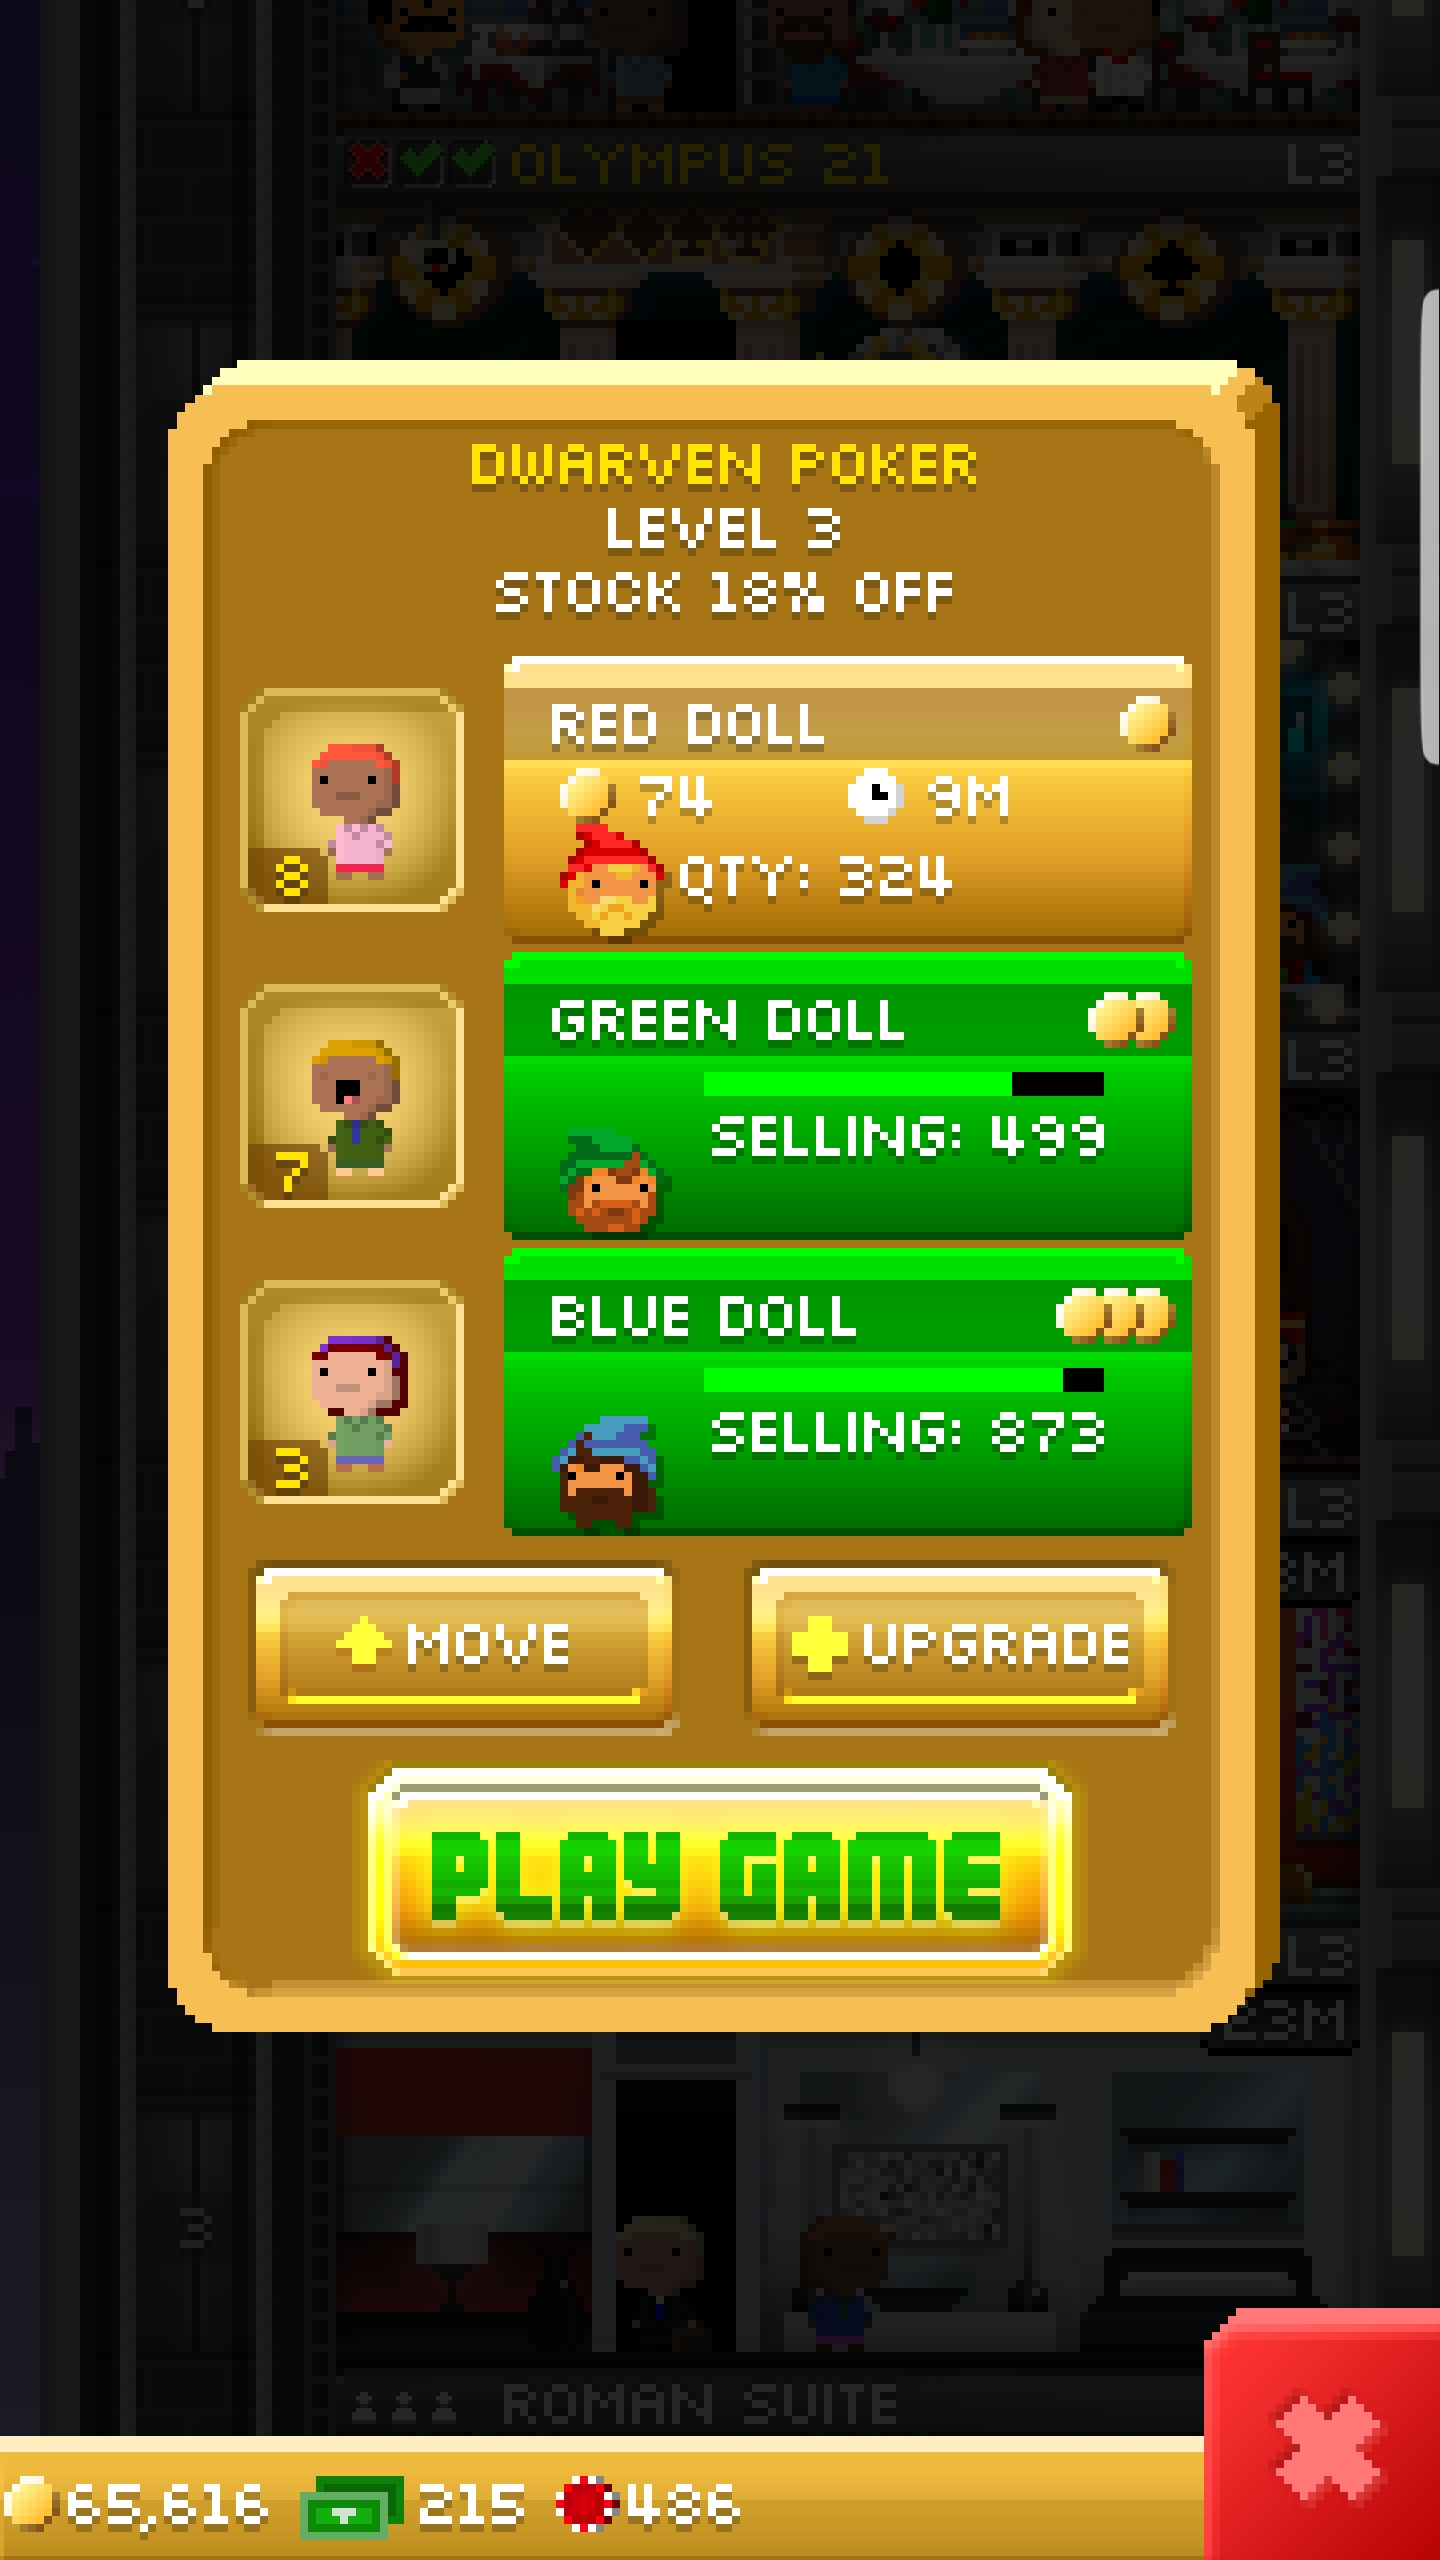 OLYMPUS 21 L3
DWARVEN POKER
LEVEL 3
STOCK 18% OFF
L3
RED DOLL
74 9M
8
QTY: 324
GREEN DOLL
L3
SELLING: 499
7
BLUE DOLL
SELLING: 873
3
L3
MOVE
UPGRADE
PLAY GAME
L3
23M
3
ROMAN SUITE
65,616 215 486